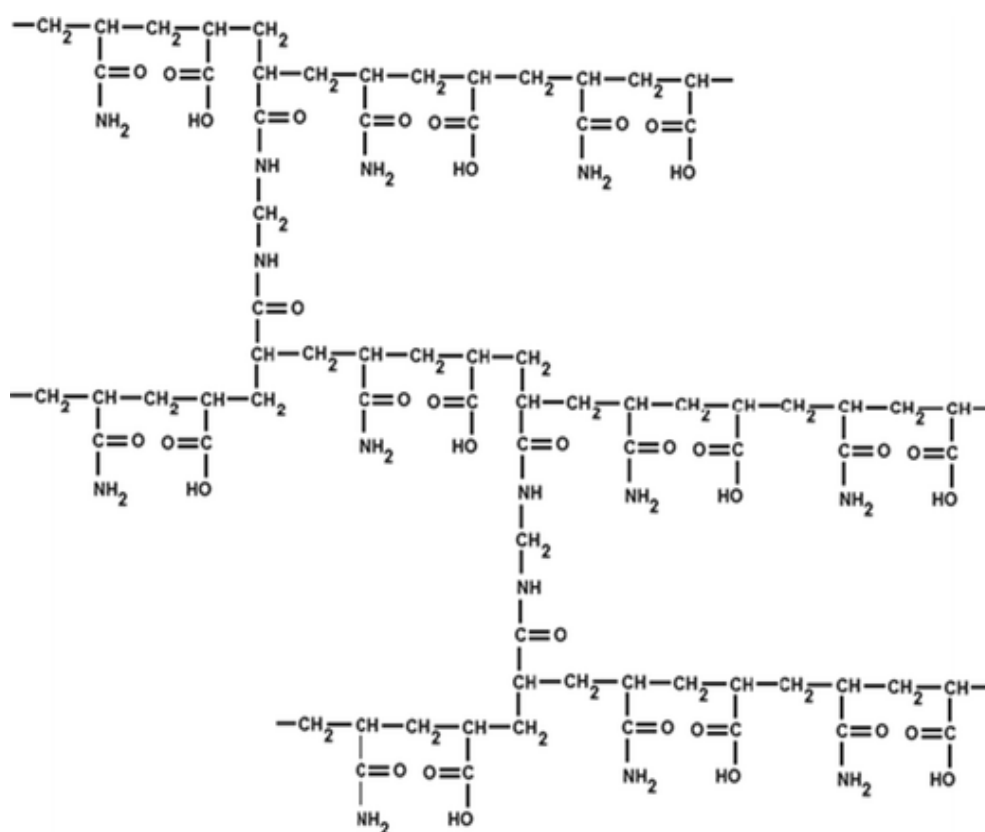 CH2 CH CH2 CH CH2
C=O O=C CH CH2 CH CH2 CH CH2 CH CH2 CH
NH2 HO C=O C=O O=C C=O O=C
NH NH2 HO NH2 HO
CH2
NH
C=O
CH CH2 CH CH2 CH CH2
CH2 CH CH2 CH CH2 C=O O=C CH CH2 CH CH2 CH CH2 CH CH2 CH
C=O O=C NH2 HO C=O C=O O=C C=O O=C
NH2 HO NH NH2 HO NH2 HO
CH2
NH
C=O
CH CH2 CH CH2 CH CH2 CH CH2 CH
CH2 CH CH2 CH CH2 C=O O=C C=O O=C
C=O O=C NH2 HO NH2 HO
NH2 HO